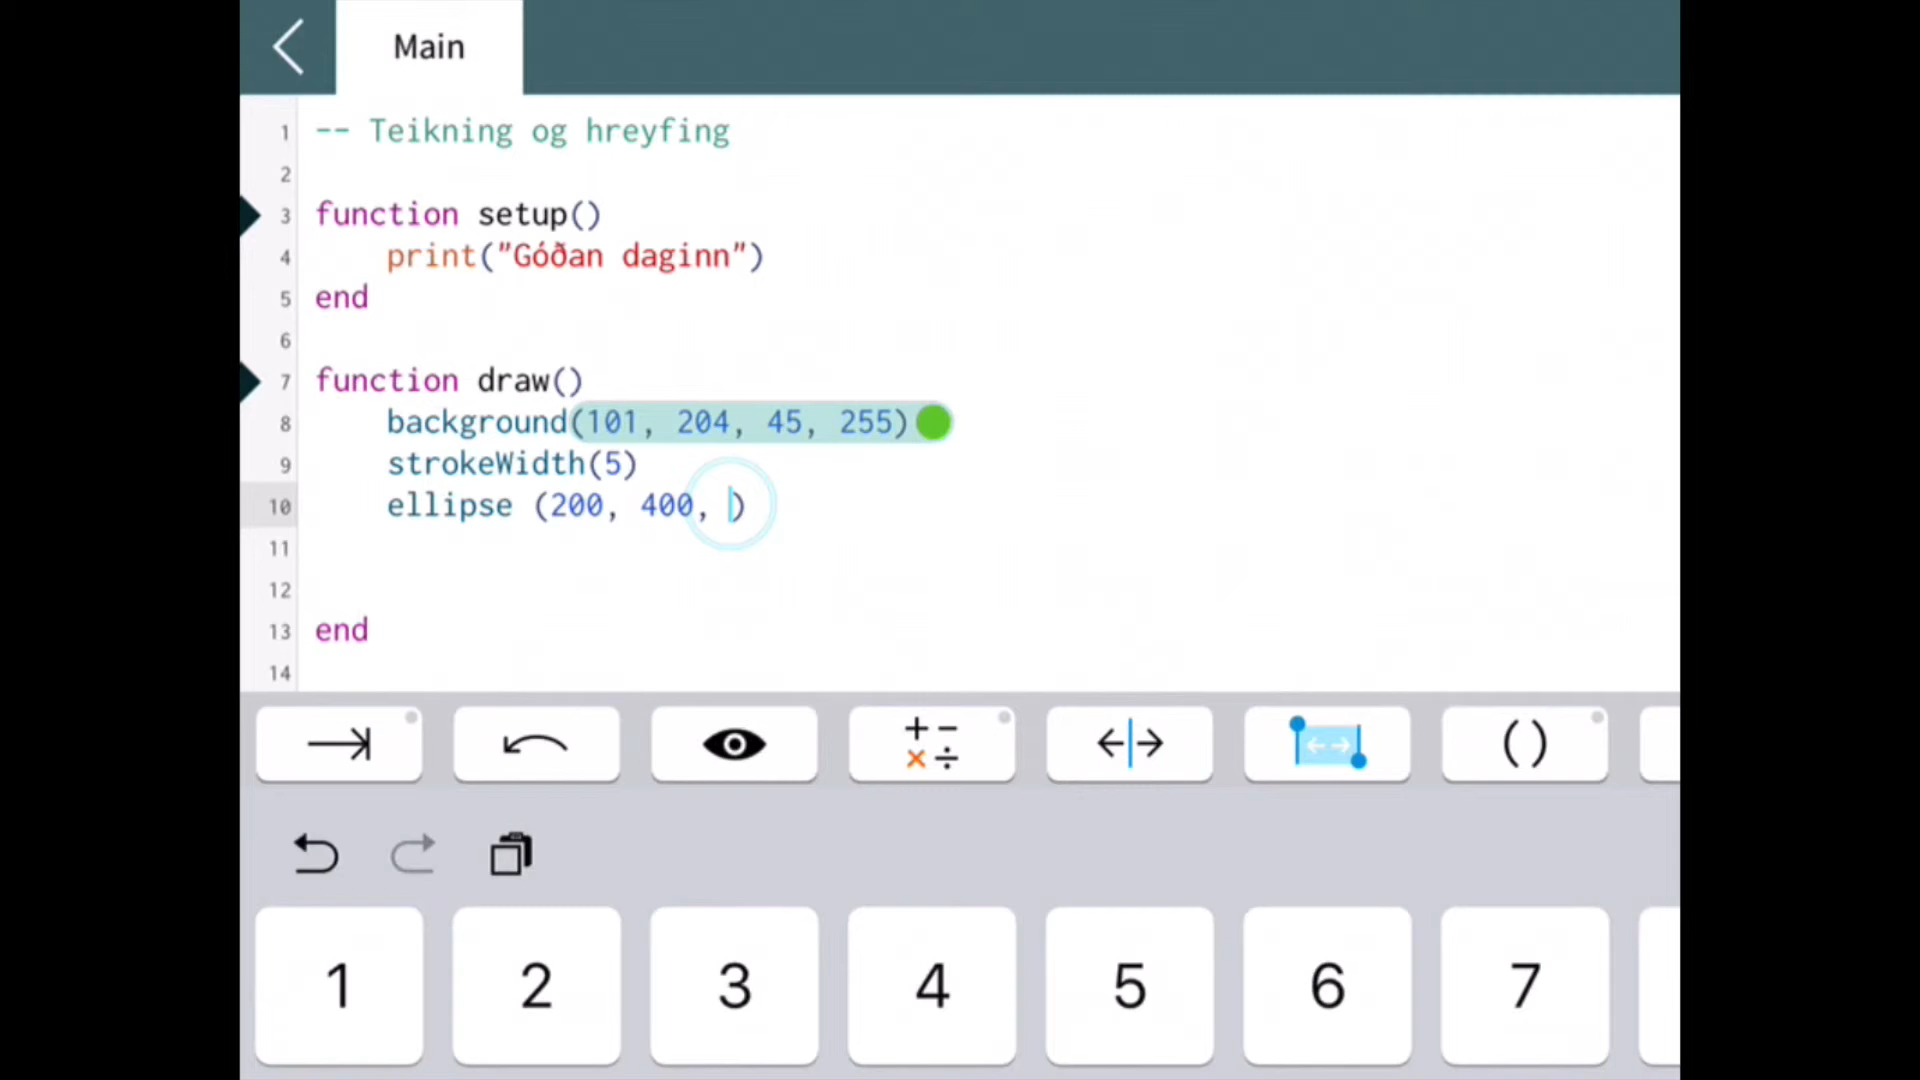 Main
1 -- Teikning og hreyfing
2
3 function setup()
4 print("Góðan daginn")
5 end
6
7 function draw()
8 background(101, 204, 45, 255)
9 strokeWidth(5)
10 ellipse (200, 400, )
11
12
13 end
14
+ - × ÷ ()
1 2 3 4 5 6 7